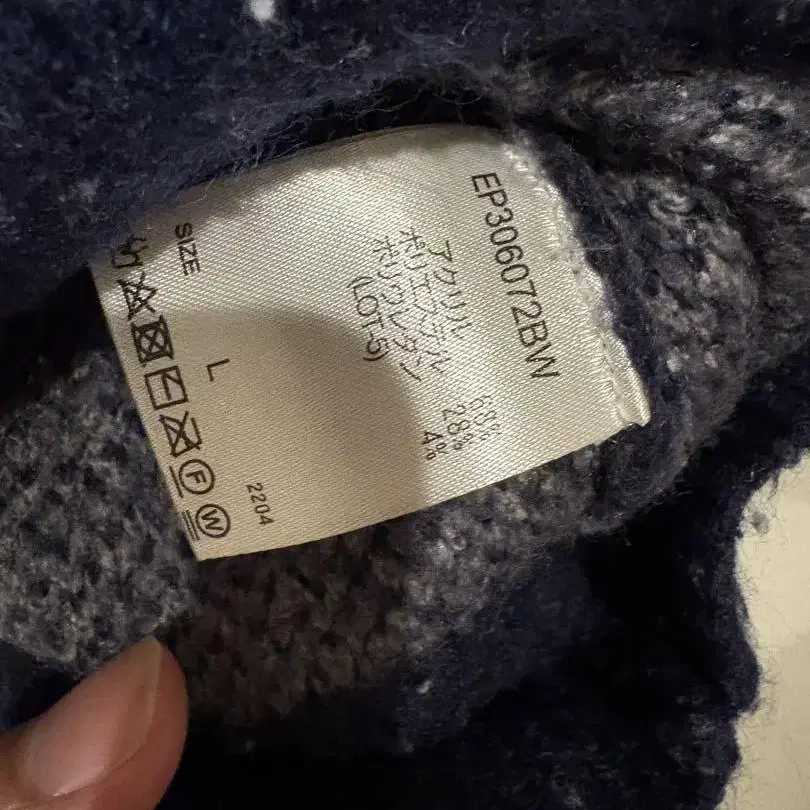 EP306072BW
アクリル 68%
ポリエステル 28%
ポリウレタン 4%
(LOT-5)
SIZE L
2204
F
W